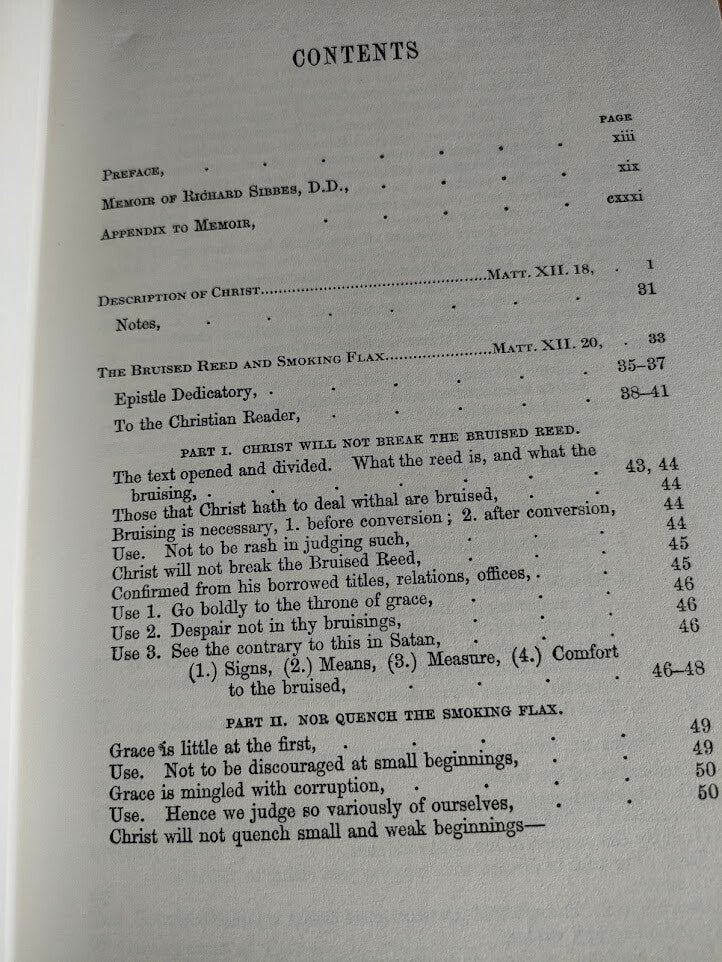 CONTENTS
PAGE
PREFACE, . . . . . . . xiii
MEMOIR OF RICHARD SIBBES, D.D., . . . . xix
APPENDIX TO MEMOIR, . . . . . cxxxi
DESCRIPTION OF CHRIST..................................................MATT. XII. 18, . 1
Notes, . . . . . . . 31
THE BRUISED REED AND SMOKING FLAX........................MATT. XII. 20, . 33
Epistle Dedicatory, . . . . . . 35–37
To the Christian Reader, . . . . . 38–41
PART I. CHRIST WILL NOT BREAK THE BRUISED REED.
The text opened and divided. What the reed is, and what the
bruising, . . . . . . . 43, 44
Those that Christ hath to deal withal are bruised, . . 44
Bruising is necessary, 1. before conversion; 2. after conversion, 44
Use. Not to be rash in judging such, . . . 44
Christ will not break the Bruised Reed, . . . 45
Confirmed from his borrowed titles, relations, offices, . . 45
Use 1. Go boldly to the throne of grace, . . . 46
Use 2. Despair not in thy bruisings, . . . 46
Use 3. See the contrary to this in Satan, . . . 46
(1.) Signs, (2.) Means, (3.) Measure, (4.) Comfort
to the bruised, . . . . 46–48
PART II. NOR QUENCH THE SMOKING FLAX.
Grace is little at the first, . . . . . 49
Use. Not to be discouraged at small beginnings, . . 49
Grace is mingled with corruption, . . . . 50
Use. Hence we judge so variously of ourselves, . . 50
Christ will not quench small and weak beginnings—